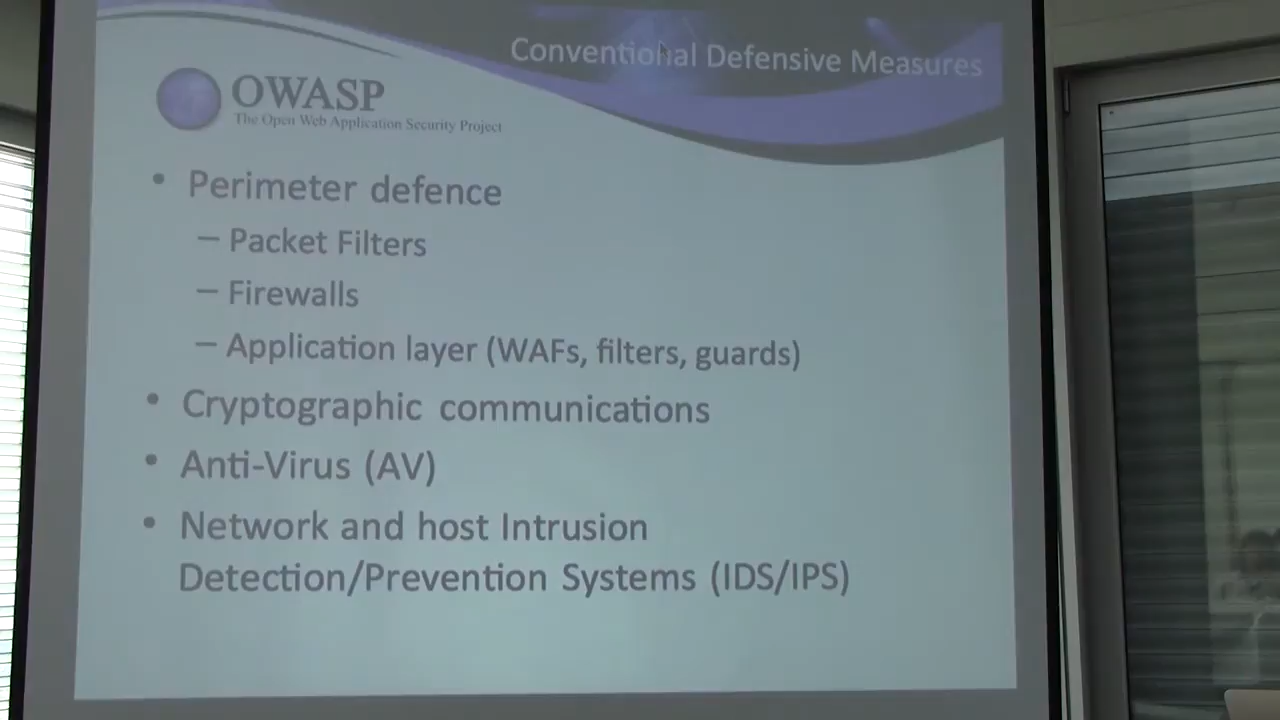 Conventional Defensive Measures
OWASP
The Open Web Application Security Project
• Perimeter defence
– Packet Filters
– Firewalls
– Application layer (WAFs, filters, guards)
• Cryptographic communications
• Anti-Virus (AV)
• Network and host Intrusion
Detection/Prevention Systems (IDS/IPS)